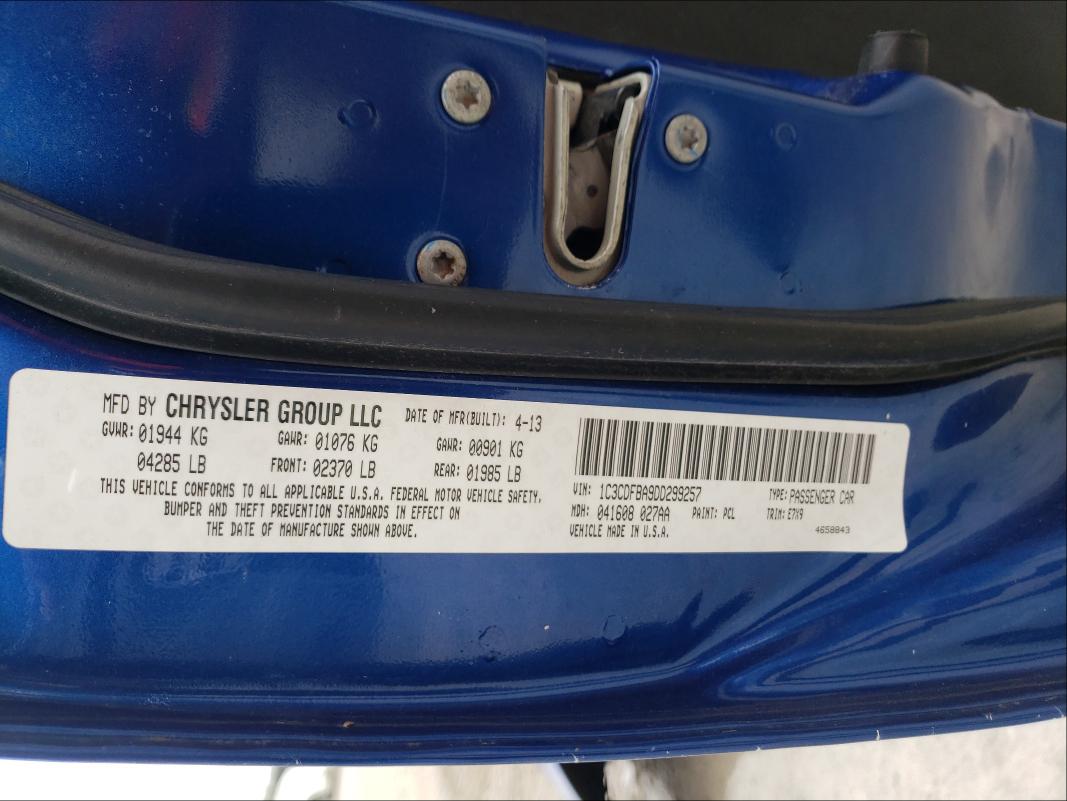 MFD BY CHRYSLER GROUP LLC DATE OF MFR(BUILT): 4-13
GVWR: 01944 KG GAWR: 01076 KG GAWR: 00901 KG
04285 LB FRONT: 02370 LB REAR: 01985 LB
THIS VEHICLE CONFORMS TO ALL APPLICABLE U.S.A. FEDERAL MOTOR VEHICLE SAFETY,
BUMPER AND THEFT PREVENTION STANDARDS IN EFFECT ON
THE DATE OF MANUFACTURE SHOWN ABOVE.
VIN: 1C3CDFBA9DD299257 TYPE: PASSENGER CAR
MDH: 041608 027AA PAINT: PCL TRIM: E7X9
VEHICLE MADE IN U.S.A. 4658843